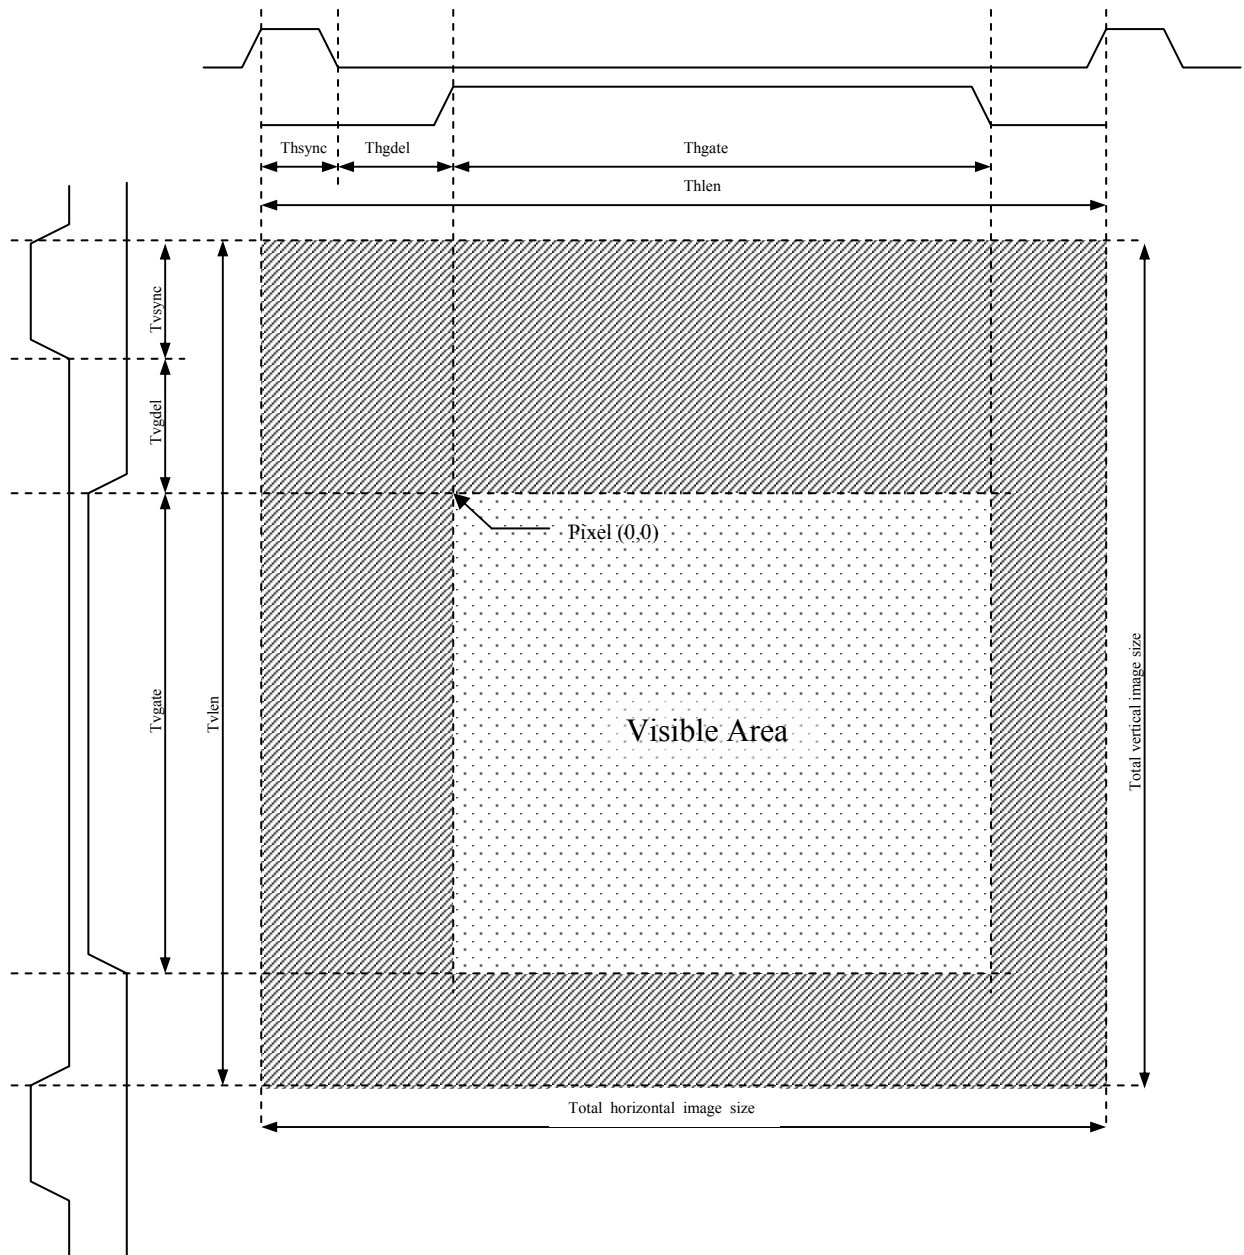 Thsync
Thgdel
Thgate
Thlen
Tvsync
Tvgdel
Tvgate
Tvlen
Pixel (0,0)
Visible Area
Total vertical image size
Total horizontal image size